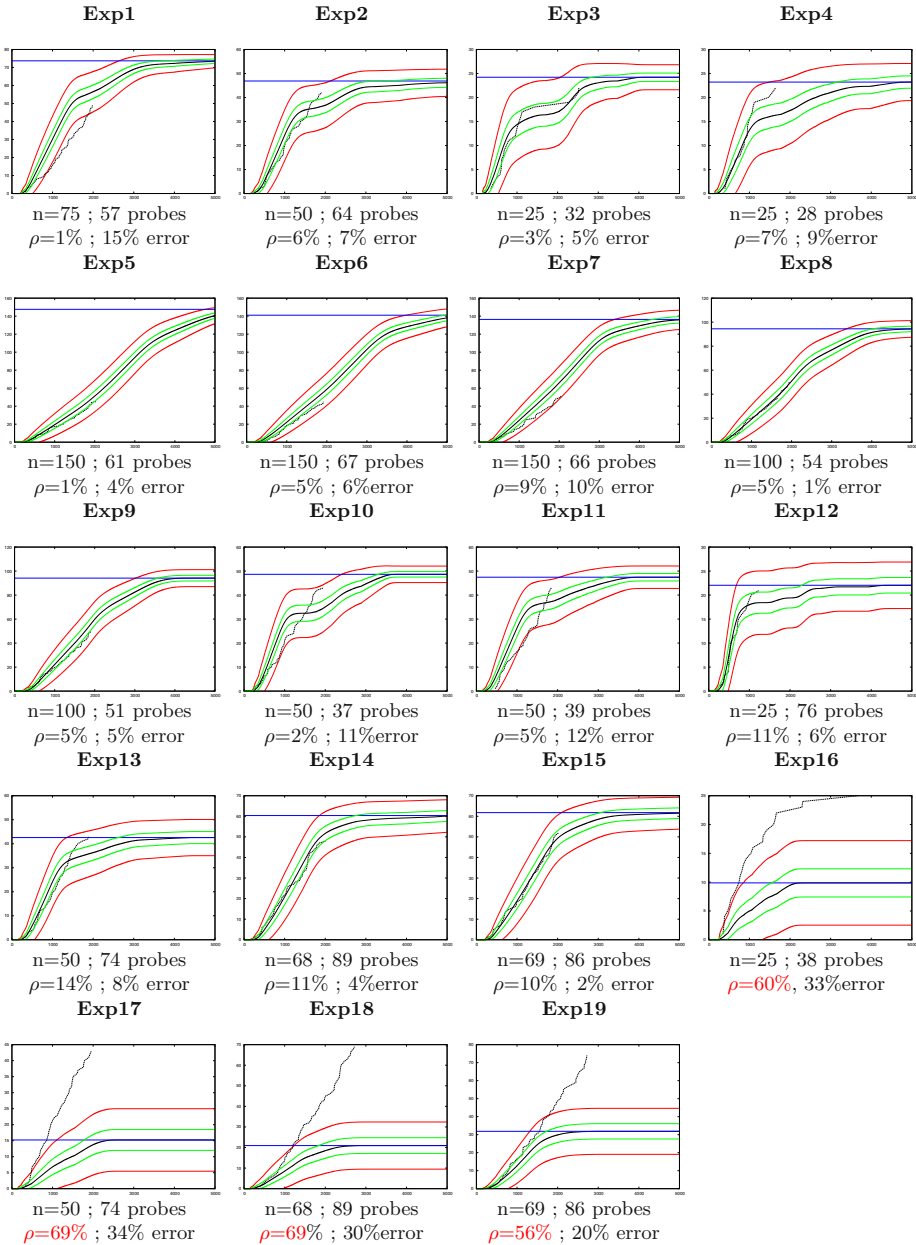 Exp1 Exp2 Exp3 Exp4
n=75 ; 57 probes n=50 ; 64 probes n=25 ; 32 probes n=25 ; 28 probes
ρ=1% ; 15% error ρ=6% ; 7% error ρ=3% ; 5% error ρ=7% ; 9%error
Exp5 Exp6 Exp7 Exp8
n=150 ; 61 probes n=150 ; 67 probes n=150 ; 66 probes n=100 ; 54 probes
ρ=1% ; 4% error ρ=5% ; 6%error ρ=9% ; 10% error ρ=5% ; 1% error
Exp9 Exp10 Exp11 Exp12
n=100 ; 51 probes n=50 ; 37 probes n=50 ; 39 probes n=25 ; 76 probes
ρ=5% ; 5% error ρ=2% ; 11%error ρ=5% ; 12% error ρ=11% ; 6% error
Exp13 Exp14 Exp15 Exp16
n=50 ; 74 probes n=68 ; 89 probes n=69 ; 86 probes n=25 ; 38 probes
ρ=14% ; 8% error ρ=11% ; 4%error ρ=10% ; 2% error ρ=60%, 33%error
Exp17 Exp18 Exp19
n=50 ; 74 probes n=68 ; 89 probes n=69 ; 86 probes
ρ=69% ; 34% error ρ=69% ; 30%error ρ=56% ; 20% error